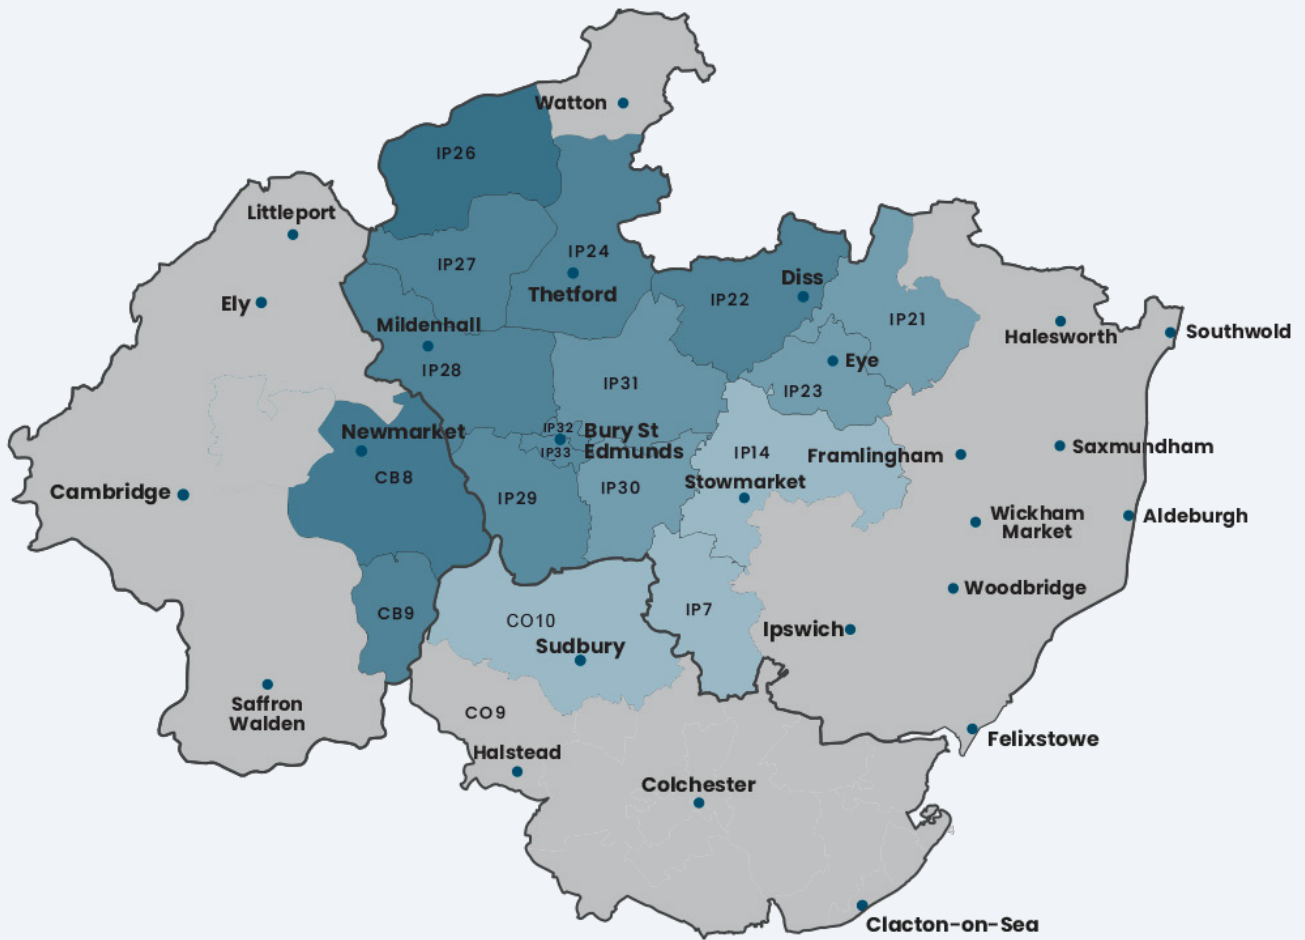 Watton
IP26
Littleport
IP24
IP27
Diss
Thetford
IP22
Ely
IP21
Mildenhall
Southwold
Halesworth
Eye
IP28
IP31
IP23
IP32
Newmarket
Bury St
Edmunds
IP33
Saxmundham
IP14
Framlingham
CB8
Stowmarket
IP30
Cambridge
IP29
Wickham
Market
Aldeburgh
Woodbridge
IP7
CB9
CO10
Ipswich
Sudbury
Saffron
Walden
CO9
Felixstowe
Halstead
Colchester
Clacton-on-Sea